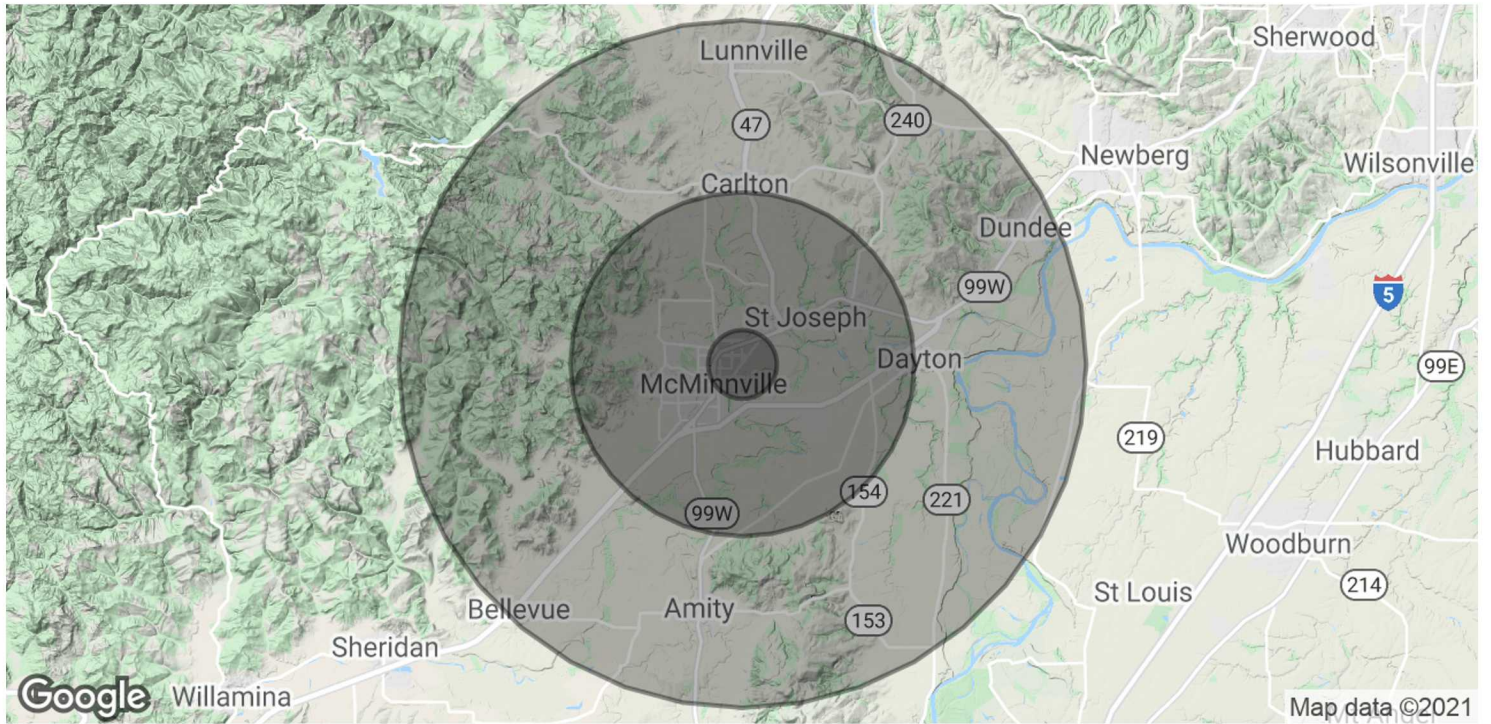 Sherwood
Lunnville
47
240
Newberg
Wilsonville
Carlton
Dundee
99W
5
St Joseph
Dayton
99E
McMinnville
219
Hubbard
154
221
99W
Woodburn
214
St Louis
Bellevue
Amity
153
Sheridan
Willamina
Google
Map data ©2021